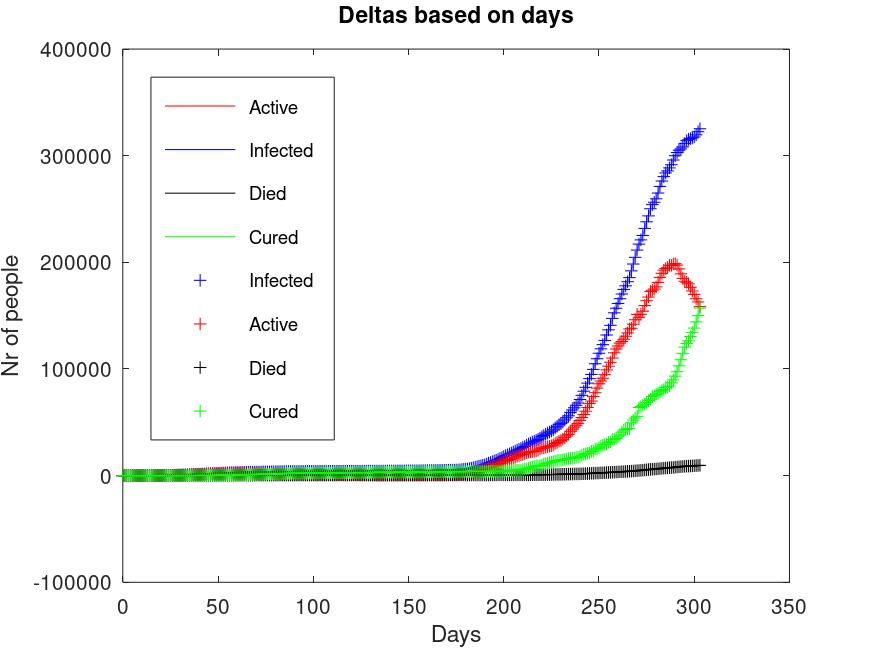 Deltas based on days
400000
300000
200000
100000
0
-100000
Nr of people
Active
Infected
Died
Cured
Infected
Active
Died
Cured
0 50 100 150 200 250 300 350
Days